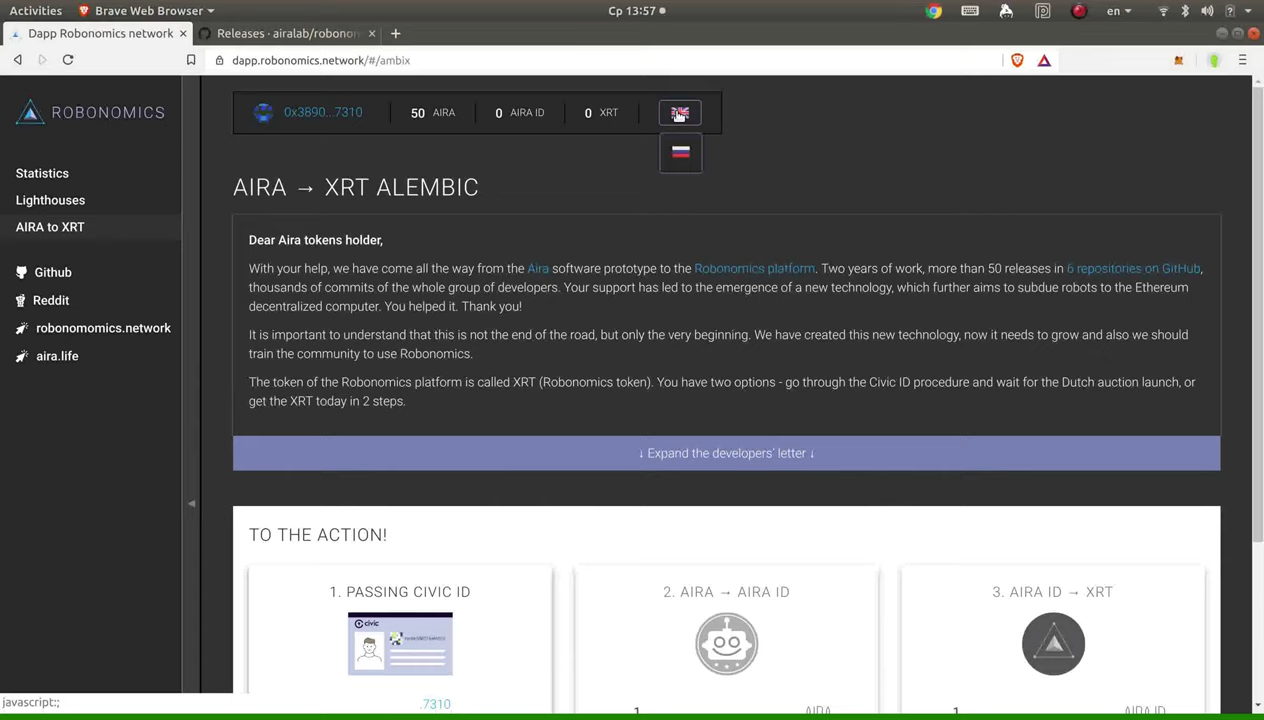 Activities Brave Web Browser Ср 13:57 en
Dapp Robonomics network Releases · airalab/robonom
dapp.robonomics.network/#/ambix
ROBONOMICS
0x3890...7310 50 AIRA 0 AIRA ID 0 XRT
Statistics
Lighthouses
AIRA to XRT
Github
Reddit
robonomomics.network
aira.life
AIRA → XRT ALEMBIC
Dear Aira tokens holder,
With your help, we have come all the way from the Aira software prototype to the Robonomics platform. Two years of work, more than 50 releases in 6 repositories on GitHub,
thousands of commits of the whole group of developers. Your support has led to the emergence of a new technology, which further aims to subdue robots to the Ethereum
decentralized computer. You helped it. Thank you!
It is important to understand that this is not the end of the road, but only the very beginning. We have created this new technology, now it needs to grow and also we should
train the community to use Robonomics.
The token of the Robonomics platform is called XRT (Robonomics token). You have two options - go through the Civic ID procedure and wait for the Dutch auction launch, or
get the XRT today in 2 steps.
↓ Expand the developers' letter ↓
TO THE ACTION!
1. PASSING CIVIC ID
civic
.7310
2. AIRA → AIRA ID
1 AIRA
3. AIRA ID → XRT
1 AIRA ID
javascript:;